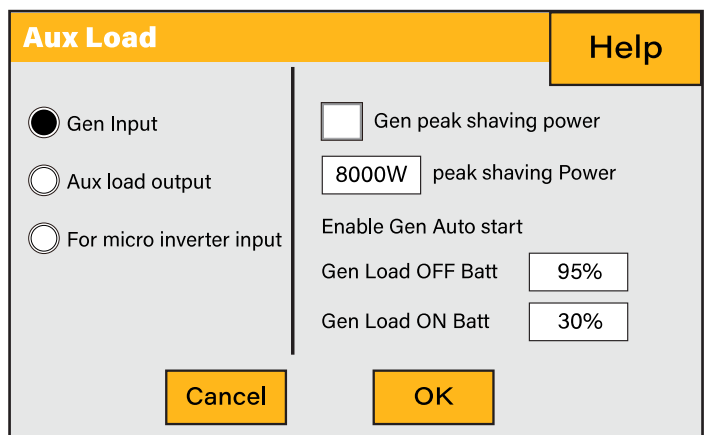 Aux Load
Help
Gen Input
Aux load output
For micro inverter input
Gen peak shaving power
8000W peak shaving Power
Enable Gen Auto start
Gen Load OFF Batt 95%
Gen Load ON Batt 30%
Cancel
OK